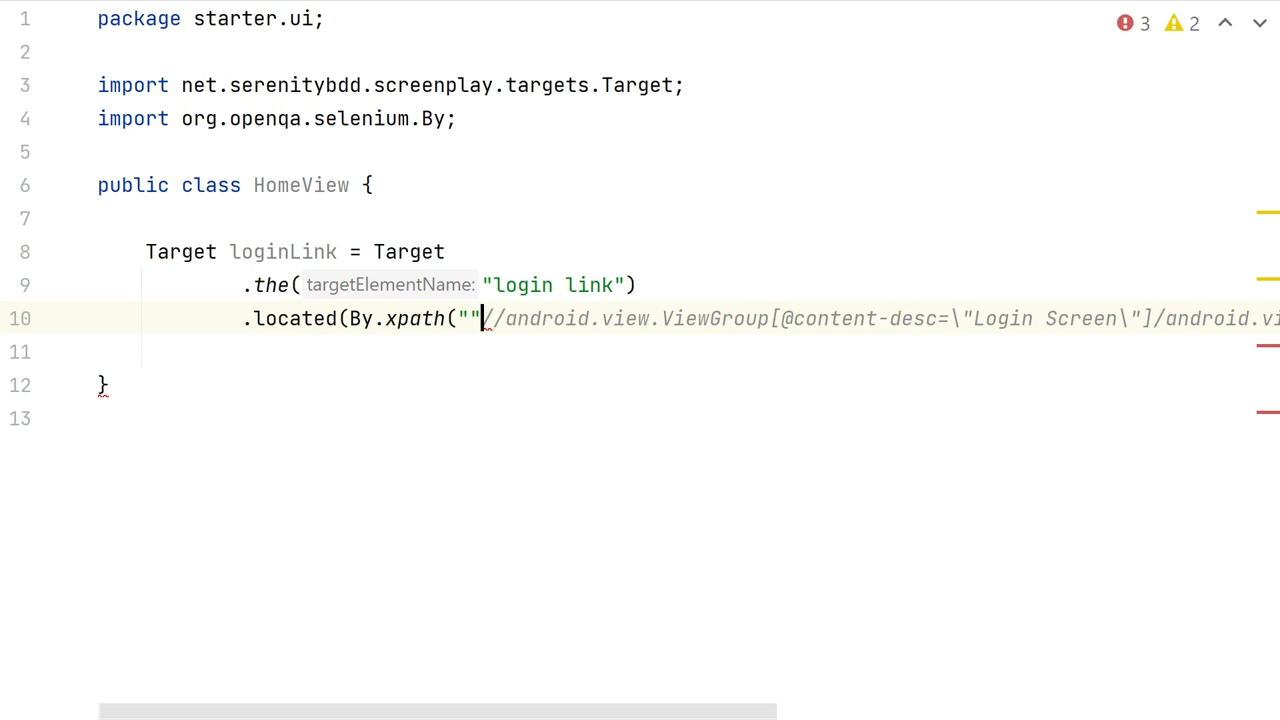 3 2
1 package starter.ui;
2
3 import net.serenitybdd.screenplay.targets.Target;
4 import org.openqa.selenium.By;
5
6 public class HomeView {
7
8 Target loginLink = Target
9 .the( targetElementName: "login link")
10 .located(By.xpath(""//android.view.ViewGroup[@content-desc=\"Login Screen\"]/android.vi
11
12 }
13